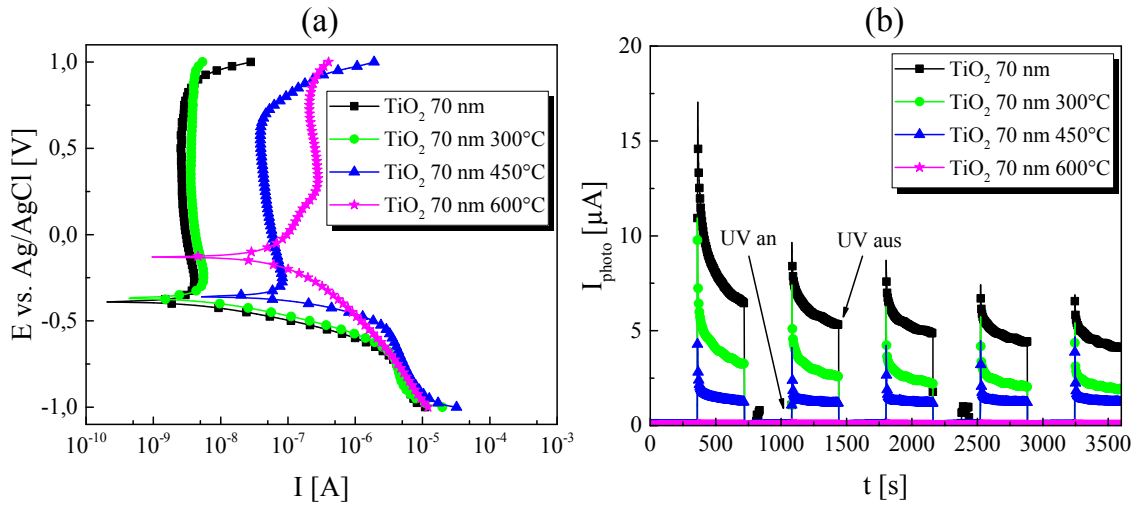 (a)
1,0
0,5
0,0
-0,5
-1,0
E vs. Ag/AgCl [V]
TiO₂ 70 nm
TiO₂ 70 nm 300°C
TiO₂ 70 nm 450°C
TiO₂ 70 nm 600°C
10⁻¹⁰ 10⁻⁹ 10⁻⁸ 10⁻⁷ 10⁻⁶ 10⁻⁵ 10⁻⁴ 10⁻³
I [A]
(b)
20
15
10
5
0
I_photo [µA]
TiO₂ 70 nm
TiO₂ 70 nm 300°C
TiO₂ 70 nm 450°C
TiO₂ 70 nm 600°C
UV an
UV aus
500 1000 1500 2000 2500 3000 3500
t [s]